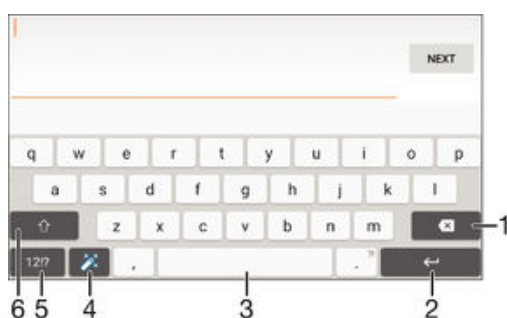 NEXT
q w e r t y u i o p
a s d f g h j k l
z x c v b n m 1
12!? , . ?
6 5 4 3 2